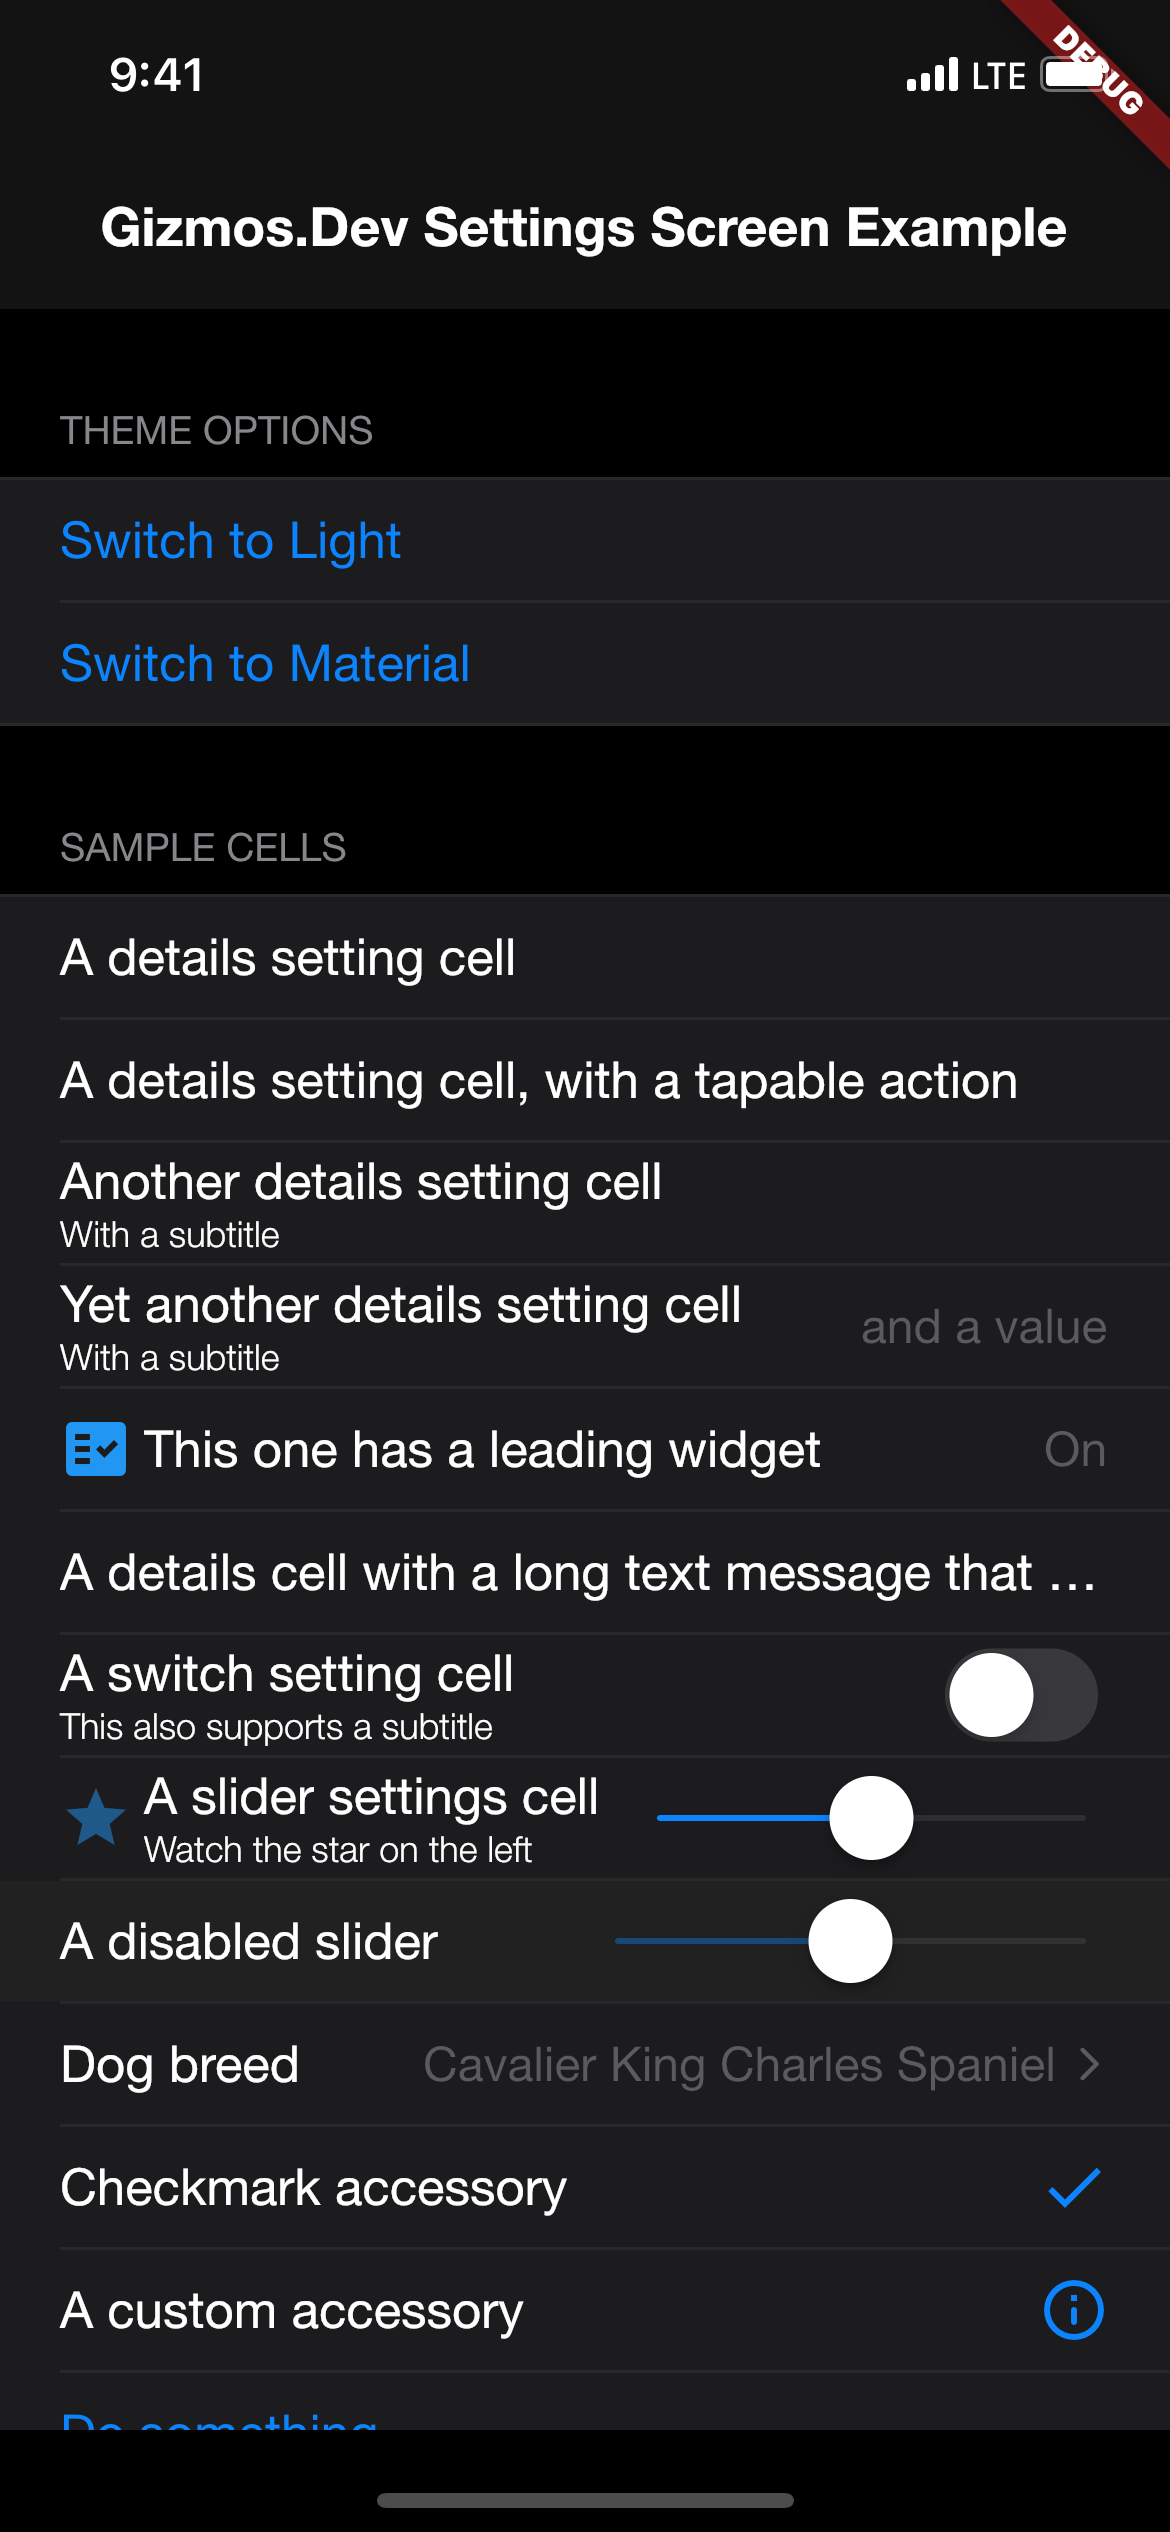 9:41
LTE
DEBUG
Gizmos.Dev Settings Screen Example
THEME OPTIONS
Switch to Light
Switch to Material
SAMPLE CELLS
A details setting cell
A details setting cell, with a tapable action
Another details setting cell
With a subtitle
Yet another details setting cell
With a subtitle
and a value
This one has a leading widget
On
A details cell with a long text message that ...
A switch setting cell
This also supports a subtitle
A slider settings cell
Watch the star on the left
A disabled slider
Dog breed
Cavalier King Charles Spaniel
Checkmark accessory
A custom accessory
Do something